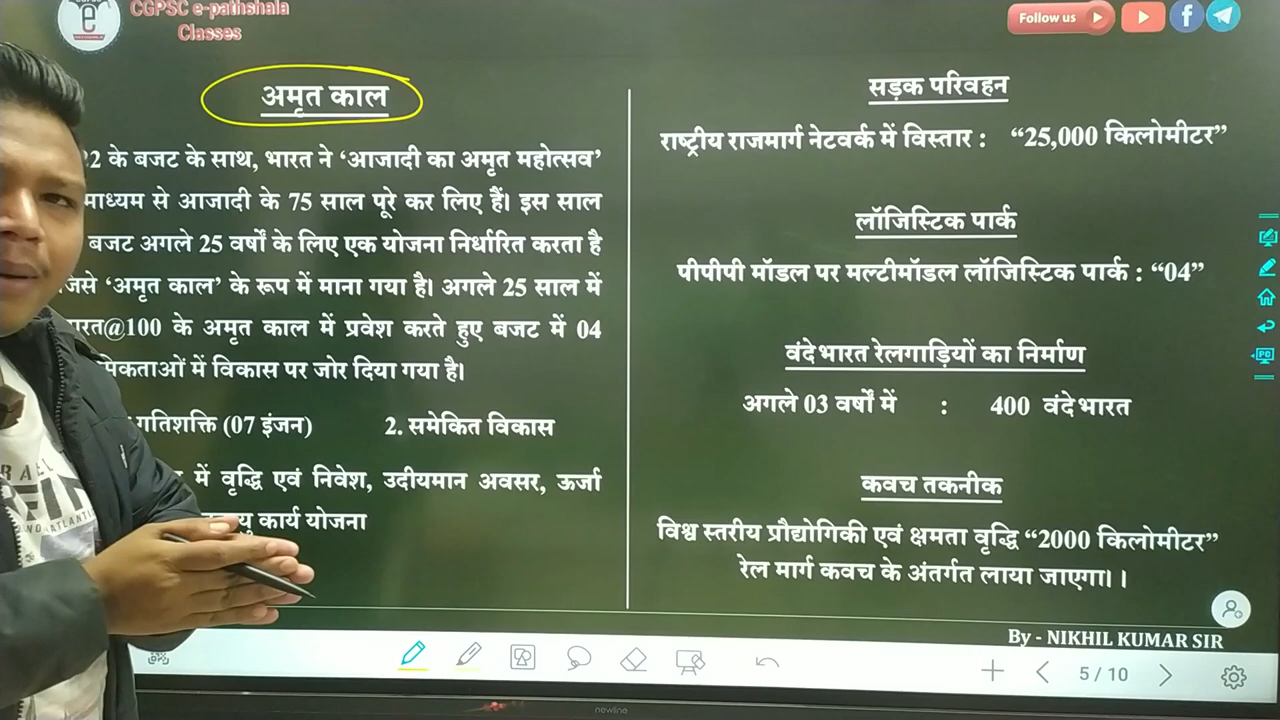 CGPSC e-pathshala
Classes
Follow us
अमृत काल
के बजट के साथ, भारत ने ‘आजादी का अमृत महोत्सव’
माध्यम से आजादी के 75 साल पूरे कर लिए हैं। इस साल
बजट अगले 25 वर्षों के लिए एक योजना निर्धारित करता है
‘अमृत काल’ के रूप में माना गया है। अगले 25 साल में
के अमृत काल में प्रवेश करते हुए बजट में 04
में विकास पर जोर दिया गया है।
गतिशक्ति (07 इंजन)
2. समेकित विकास
में वृद्धि एवं निवेश, उदीयमान अवसर, ऊर्जा
कार्य योजना
सड़क परिवहन
राष्ट्रीय राजमार्ग नेटवर्क में विस्तार : “25,000 किलोमीटर”
लॉजिस्टिक पार्क
पीपीपी मॉडल पर मल्टीमॉडल लॉजिस्टिक पार्क : “04”
वंदे भारत रेलगाड़ियों का निर्माण
अगले 03 वर्षों में : 400 वंदे भारत
कवच तकनीक
विश्व स्तरीय प्रौद्योगिकी एवं क्षमता वृद्धि “2000 किलोमीटर”
रेल मार्ग कवच के अंतर्गत लाया जाएगा।।
By - NIKHIL KUMAR SIR
5 / 10
PC
newline